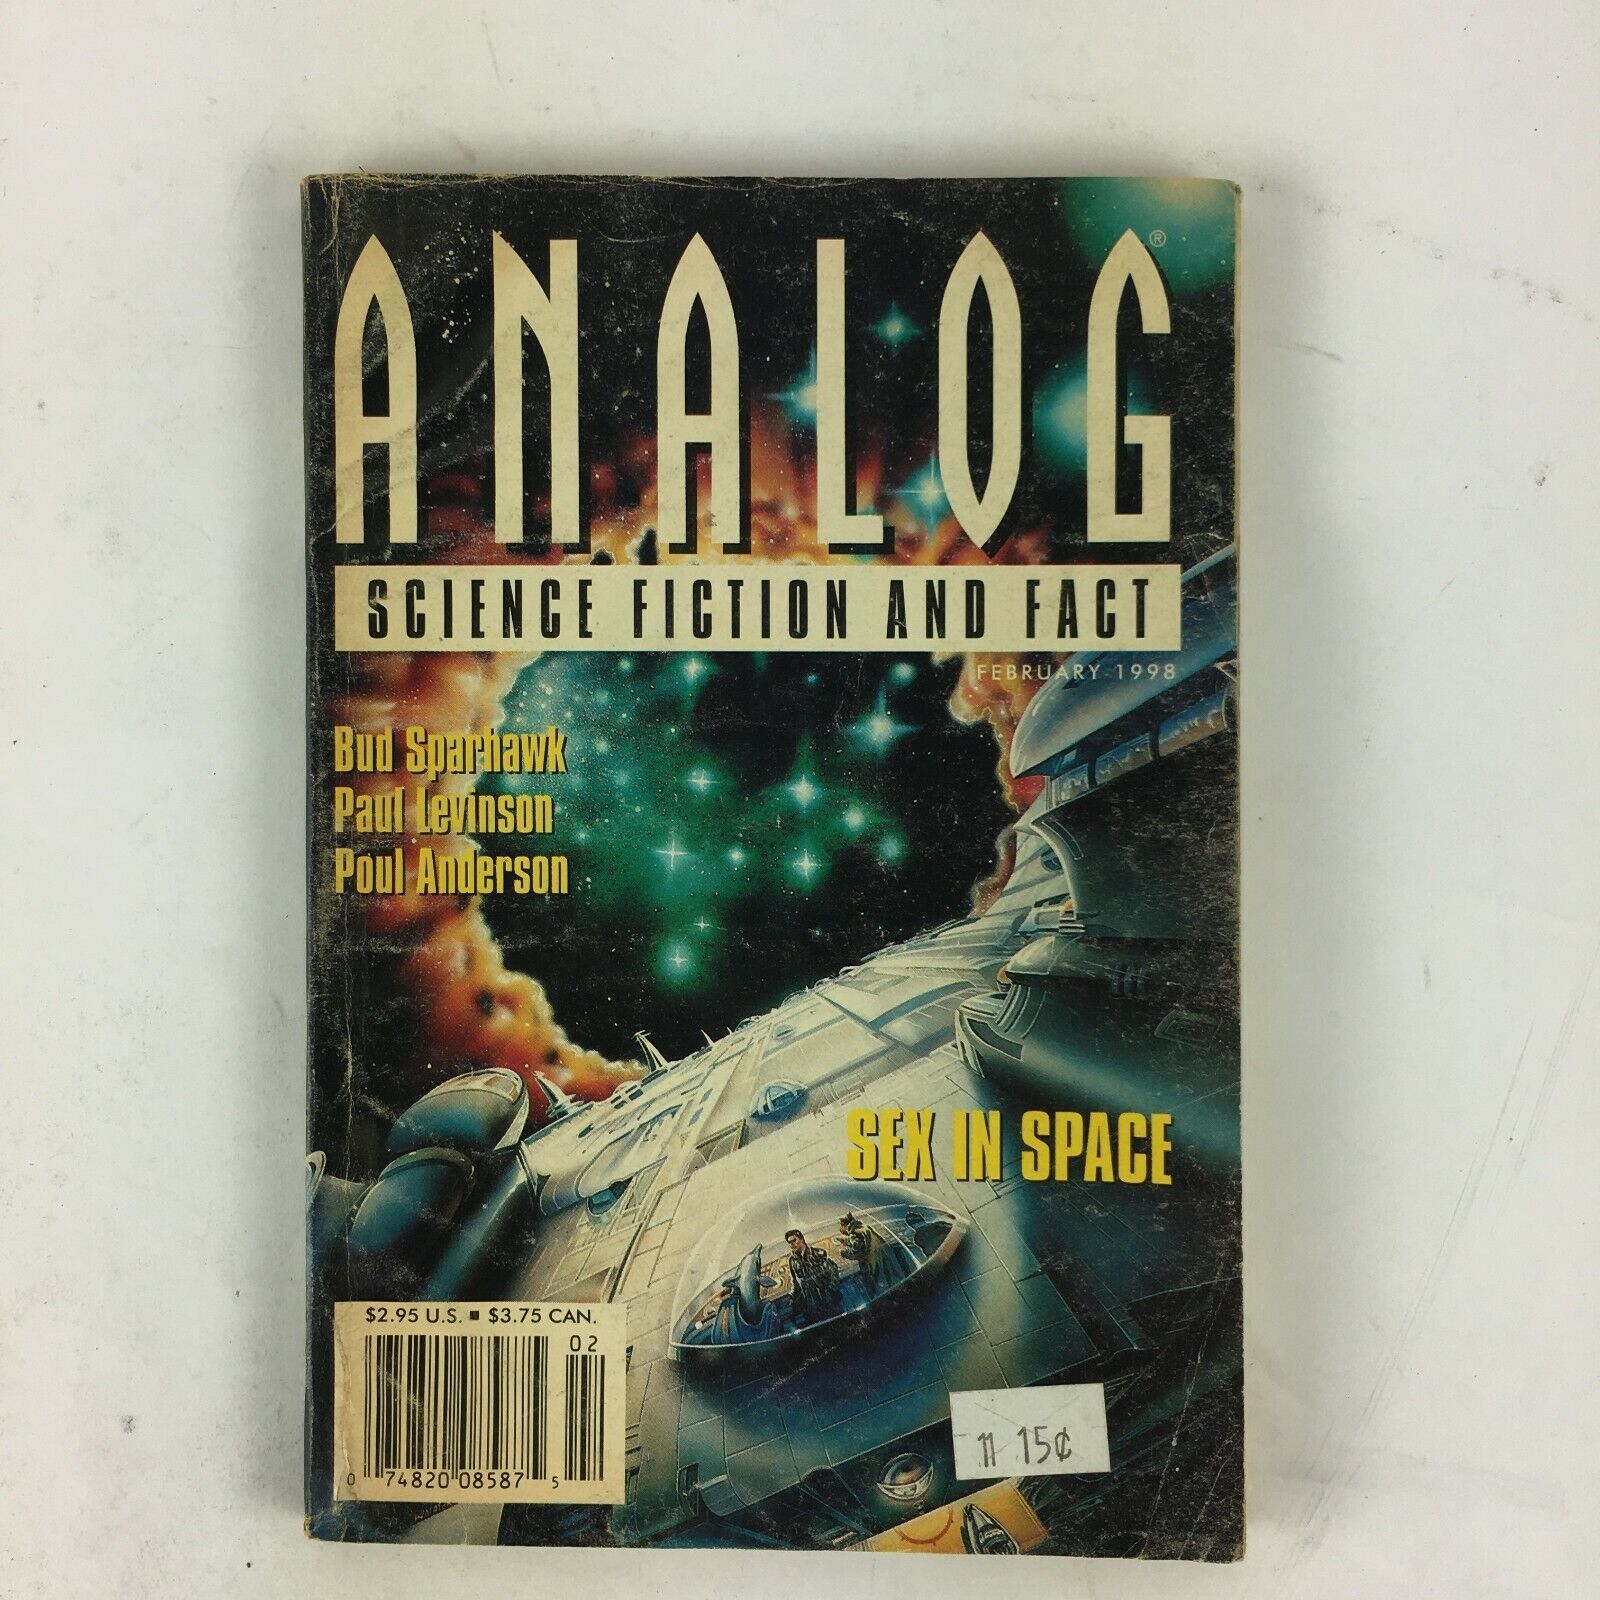 ANALOG®
SCIENCE FICTION AND FACT
FEBRUARY 1998
Bud Sparhawk
Paul Levinson
Poul Anderson
SEX IN SPACE
$2.95 U.S. ■ $3.75 CAN.
02
0 74820 08587 5
11 15¢